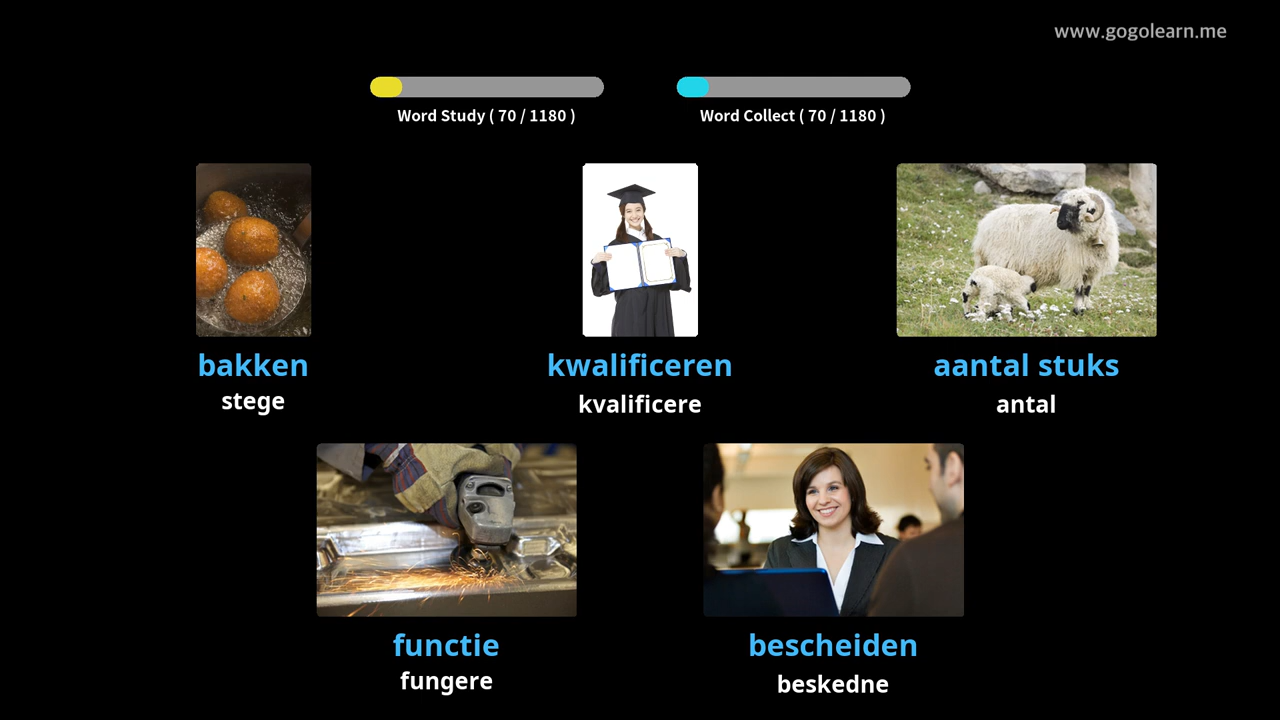 www.gogolearn.me
Word Study ( 70 / 1180 )
Word Collect ( 70 / 1180 )
bakken
stege
kwalificeren
kvalificere
aantal stuks
antal
functie
fungere
bescheiden
beskedne